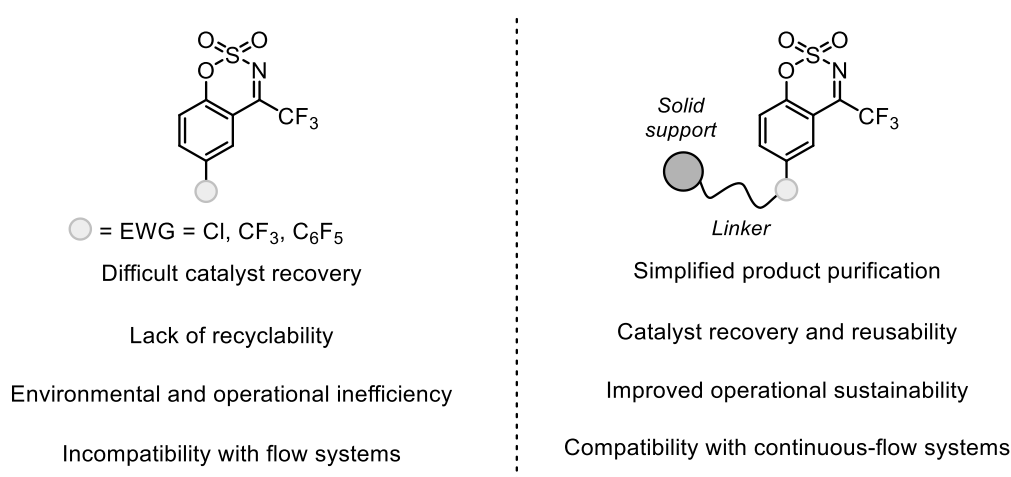 O O
S
O N
CF3
= EWG = Cl, CF3, C6F5
Difficult catalyst recovery
Lack of recyclability
Environmental and operational inefficiency
Incompatibility with flow systems
O O
S
O N
CF3
Solid
support
Linker
Simplified product purification
Catalyst recovery and reusability
Improved operational sustainability
Compatibility with continuous-flow systems